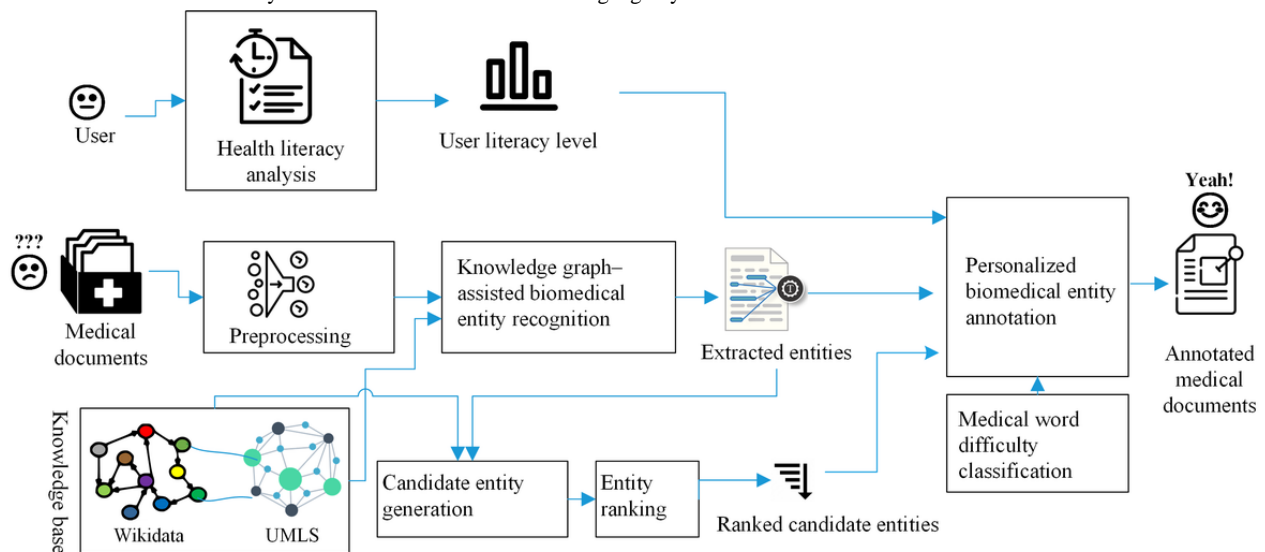 User
Health literacy
analysis
User literacy level
Yeah!
???
Medical
documents
Preprocessing
Knowledge graph–
assisted biomedical
entity recognition
Extracted entities
Personalized
biomedical entity
annotation
Annotated
medical
documents
Medical word
difficulty
classification
Knowledge base
Wikidata
UMLS
Candidate entity
generation
Entity
ranking
Ranked candidate entities